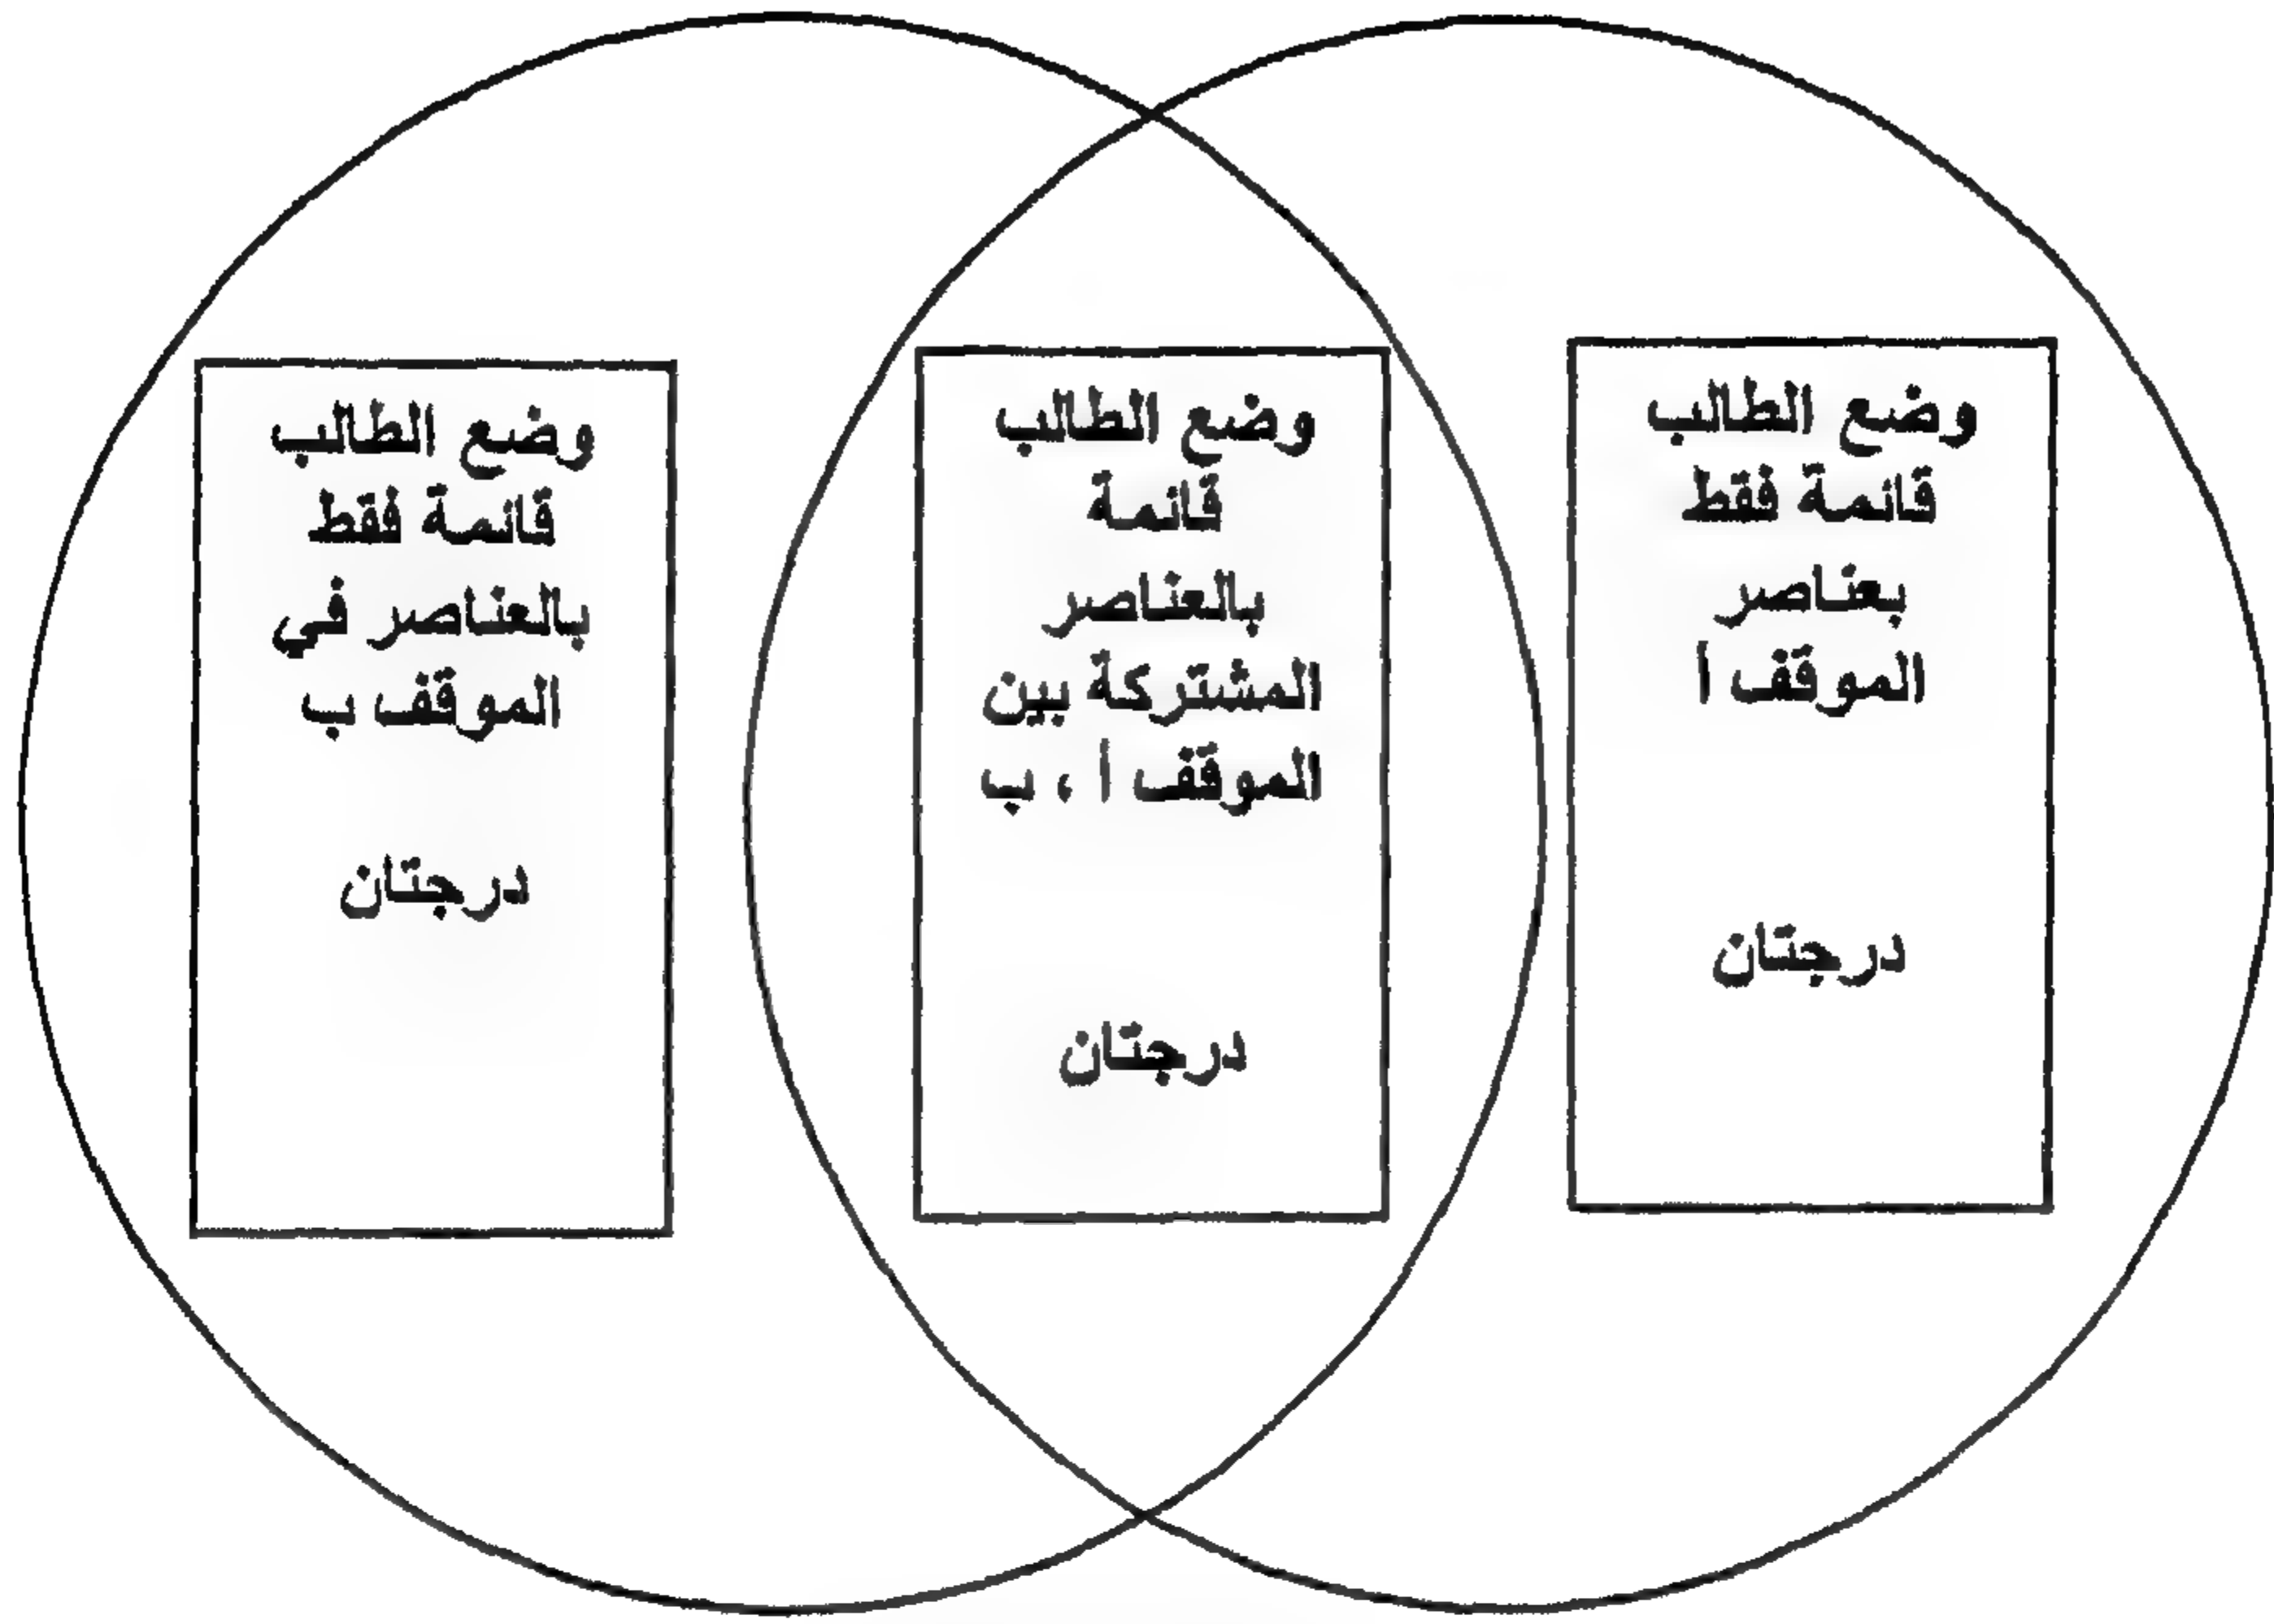 وضع الطالب
قائمة فقط
بعناصر
الموقف أ
درجتان
وضع الطالب
قائمة
بالعناصر
المشتركة بين
الموقف أ ، ب
درجتان
وضع الطالب
قائمة فقط
بالعناصر في
الموقف ب
درجتان